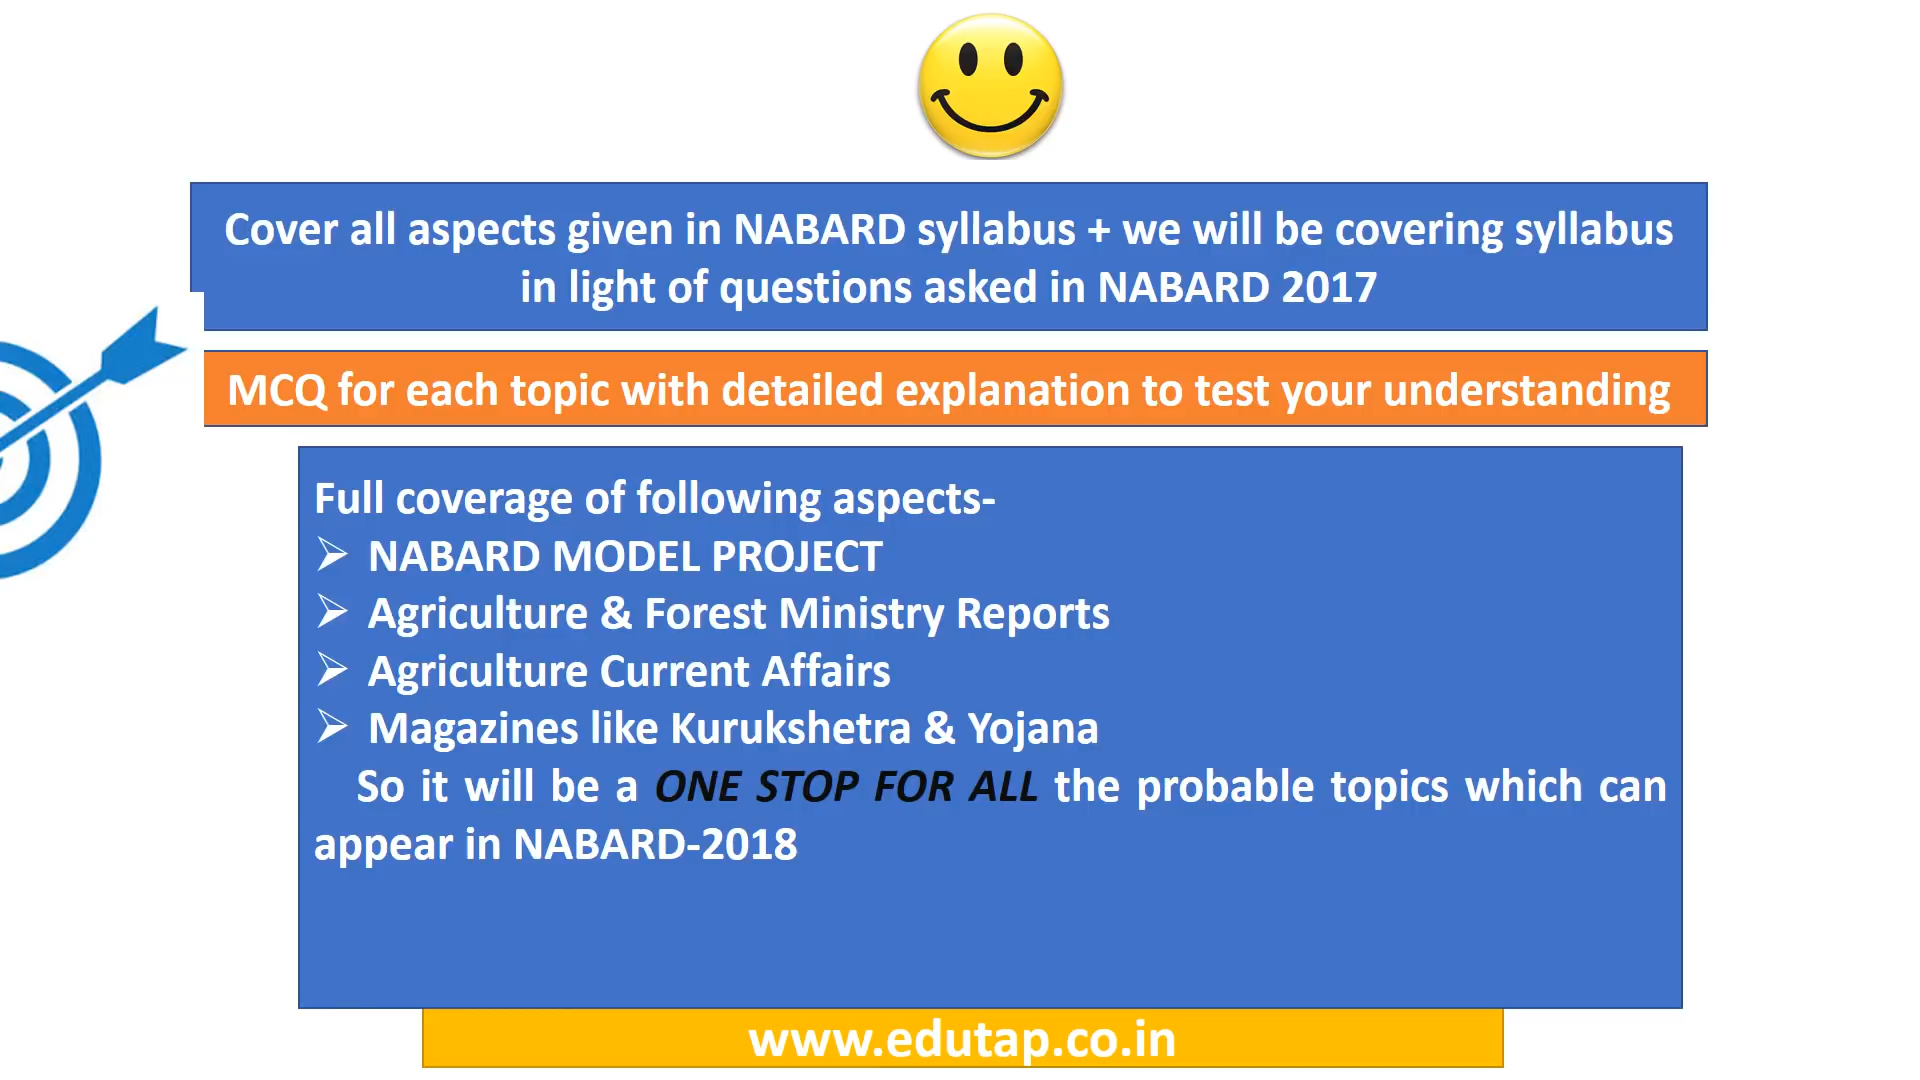 Cover all aspects given in NABARD syllabus + we will be covering syllabus
in light of questions asked in NABARD 2017
MCQ for each topic with detailed explanation to test your understanding
Full coverage of following aspects-
➢ NABARD MODEL PROJECT
➢ Agriculture & Forest Ministry Reports
➢ Agriculture Current Affairs
➢ Magazines like Kurukshetra & Yojana
So it will be a ONE STOP FOR ALL the probable topics which can
appear in NABARD-2018
www.edutap.co.in